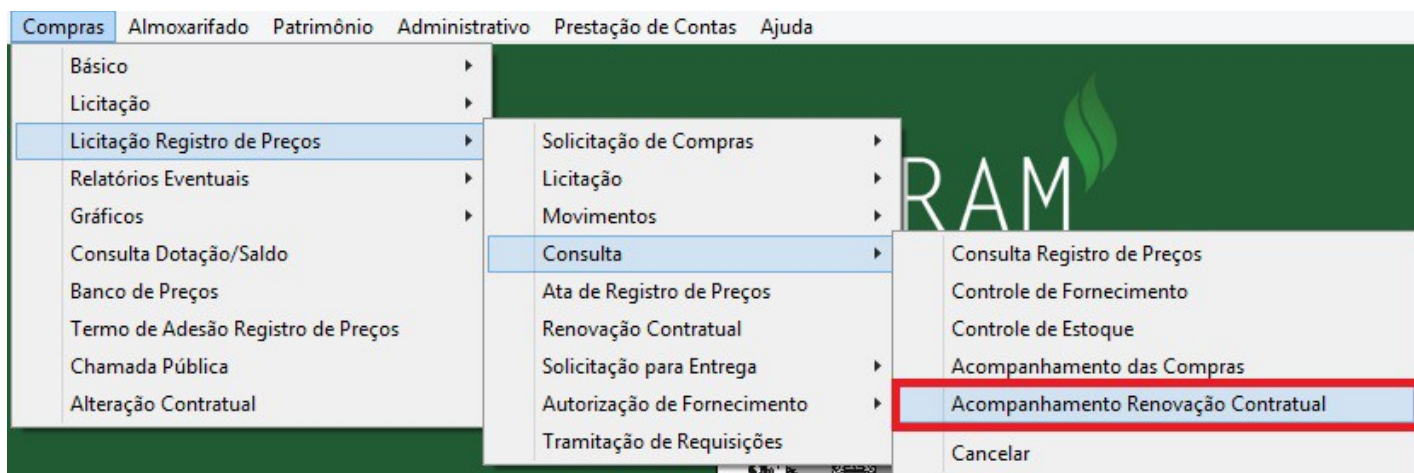 Compras Almoxarifado Patrimônio Administrativo Prestação de Contas Ajuda
Básico
Licitação
Licitação Registro de Preços
Relatórios Eventuais
Gráficos
Consulta Dotação/Saldo
Banco de Preços
Termo de Adesão Registro de Preços
Chamada Pública
Alteração Contratual
Solicitação de Compras
Licitação
Movimentos
Consulta
Ata de Registro de Preços
Renovação Contratual
Solicitação para Entrega
Autorização de Fornecimento
Tramitação de Requisições
RAM
Consulta Registro de Preços
Controle de Fornecimento
Controle de Estoque
Acompanhamento das Compras
Acompanhamento Renovação Contratual
Cancelar